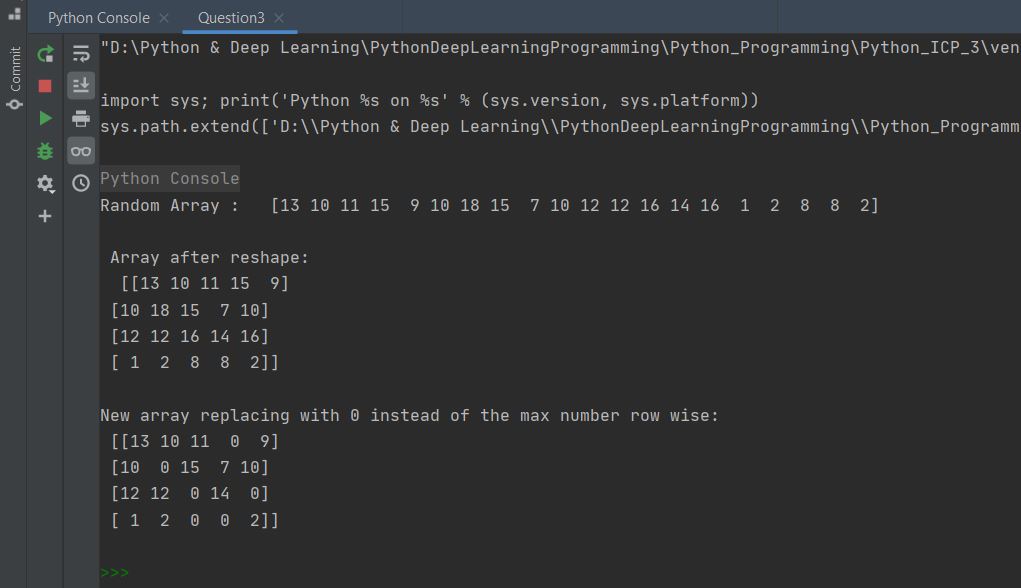 Python Console
Question3
Commit
"D:\Python & Deep Learning\PythonDeepLearningProgramming\Python_Programming\Python_ICP_3\ven
import sys; print('Python %s on %s' % (sys.version, sys.platform))
sys.path.extend(['D:\\Python & Deep Learning\\PythonDeepLearningProgramming\\Python_Programm
Python Console
Random Array :   [13 10 11 15  9 10 18 15  7 10 12 12 16 14 16  1  2  8  8  2]
 Array after reshape:
  [[13 10 11 15  9]
 [10 18 15  7 10]
 [12 12 16 14 16]
 [ 1  2  8  8  2]]
New array replacing with 0 instead of the max number row wise:
 [[13 10 11  0  9]
 [10  0 15  7 10]
 [12 12  0 14  0]
 [ 1  2  0  0  2]]
>>>